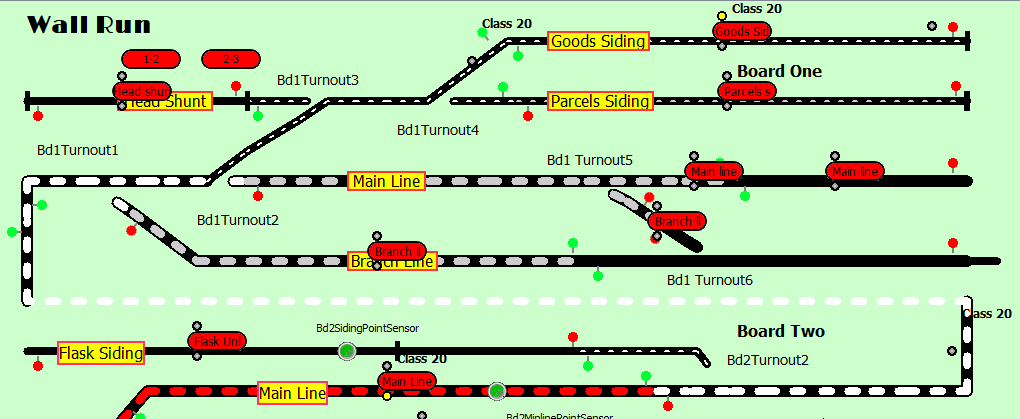 Wall Run
Class 20
Class 20
Goods Siding
Goods Sid
1-2
2-3
Bd1Turnout3
Board One
Head shur
Head Shunt
Parcels Siding
Parcels s
Bd1Turnout4
Bd1Turnout1
Bd1 Turnout5
Main Line
Main line
Main line
Bd1Turnout2
Branch li
Branch li
Branch Line
Bd1 Turnout6
Class 20
Bd2SidingPointSensor
Board Two
Flask Unl
Flask Siding
Class 20
Bd2Turnout2
Main Line
Main Line
Bd2MinlinePointSensor